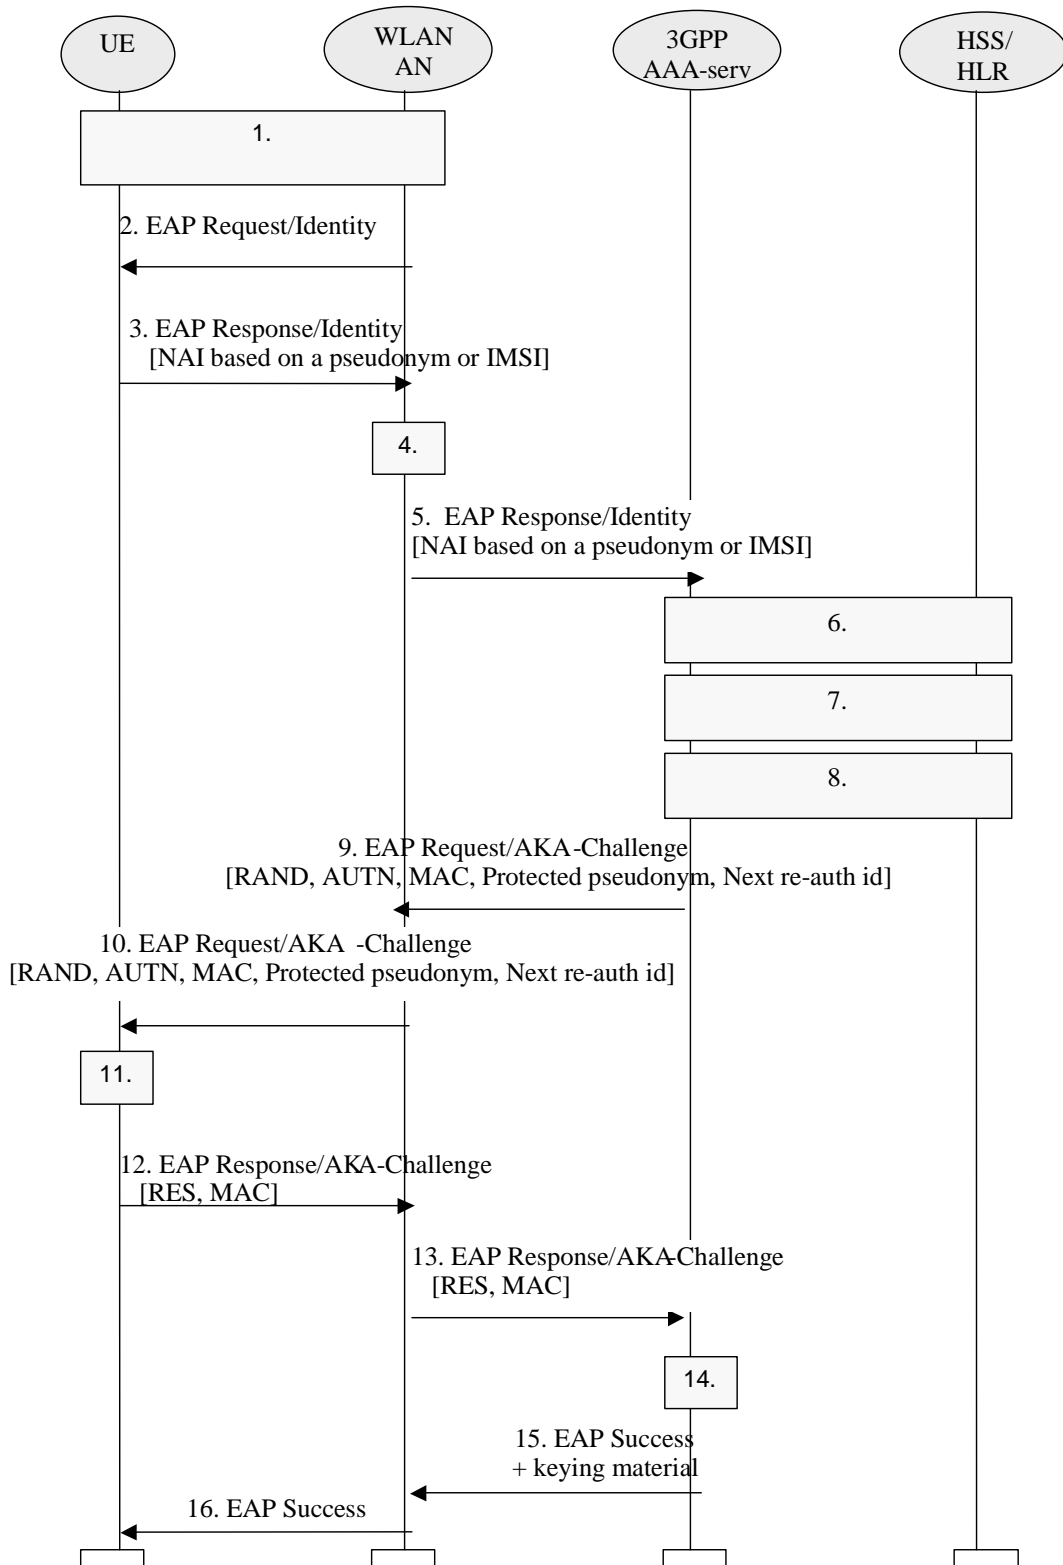 UE
WLAN
AN
3GPP
AAA-serv
HSS/
HLR
1.
2. EAP Request/Identity
3. EAP Response/Identity
[NAI based on a pseudonym or IMSI]
4.
5. EAP Response/Identity
[NAI based on a pseudonym or IMSI]
6.
7.
8.
9. EAP Request/AKA-Challenge
[RAND, AUTN, MAC, Protected pseudonym, Next re-auth id]
10. EAP Request/AKA -Challenge
[RAND, AUTN, MAC, Protected pseudonym, Next re-auth id]
11.
12. EAP Response/AKA-Challenge
[RES, MAC]
13. EAP Response/AKA-Challenge
[RES, MAC]
14.
15. EAP Success
+ keying material
16. EAP Success